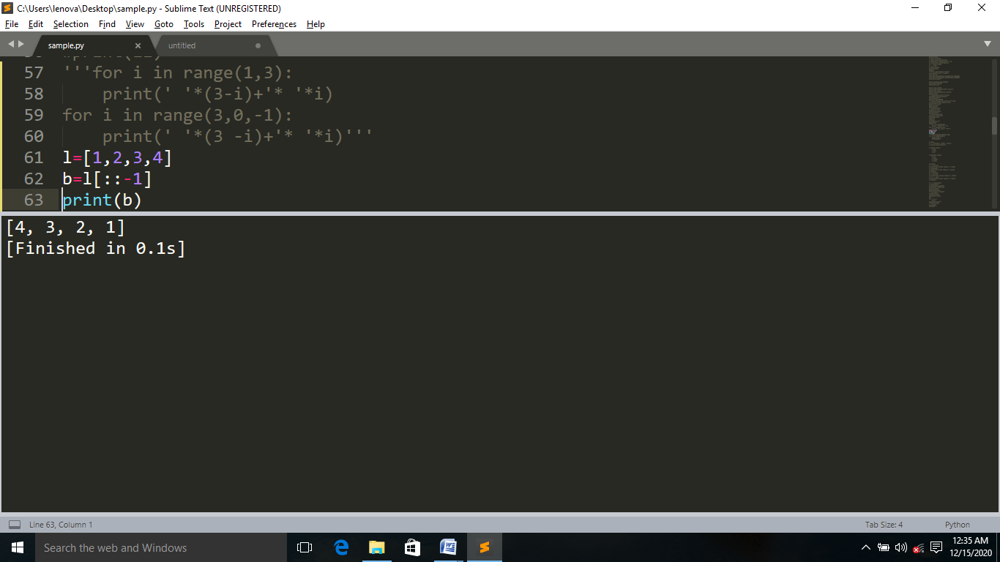 C:\Users\lenova\Desktop\sample.py - Sublime Text (UNREGISTERED)
File Edit Selection Find View Goto Tools Project Preferences Help
sample.py untitled
57 '''for i in range(1,3):
58     print(' '*(3-i)+'* '*i)
59 for i in range(3,0,-1):
60     print(' '*(3 -i)+'* '*i)'''
61 l=[1,2,3,4]
62 b=l[::-1]
63 print(b)
[4, 3, 2, 1]
[Finished in 0.1s]
Line 63, Column 1 Tab Size: 4 Python
Search the web and Windows
12:35 AM
12/15/2020